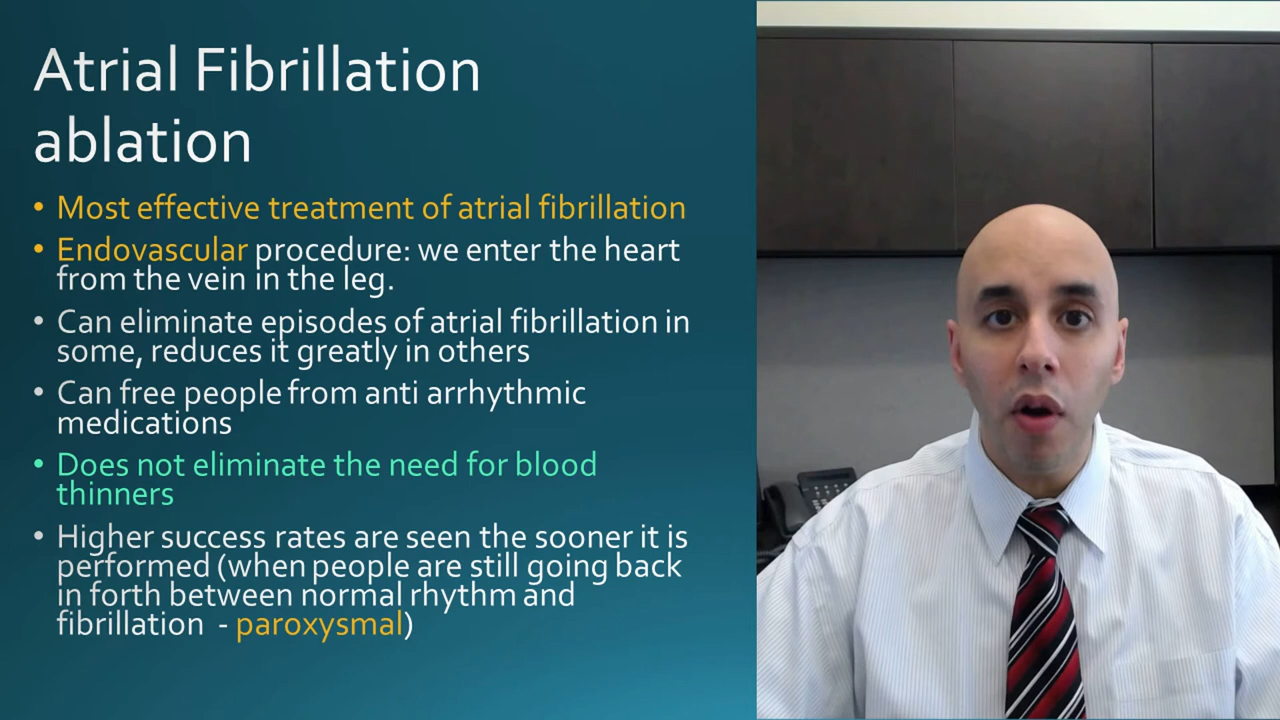 Atrial Fibrillation
ablation
• Most effective treatment of atrial fibrillation
• Endovascular procedure: we enter the heart
from the vein in the leg.
• Can eliminate episodes of atrial fibrillation in
some, reduces it greatly in others
• Can free people from anti arrhythmic
medications
• Does not eliminate the need for blood
thinners
• Higher success rates are seen the sooner it is
performed (when people are still going back
in forth between normal rhythm and
fibrillation - paroxysmal)